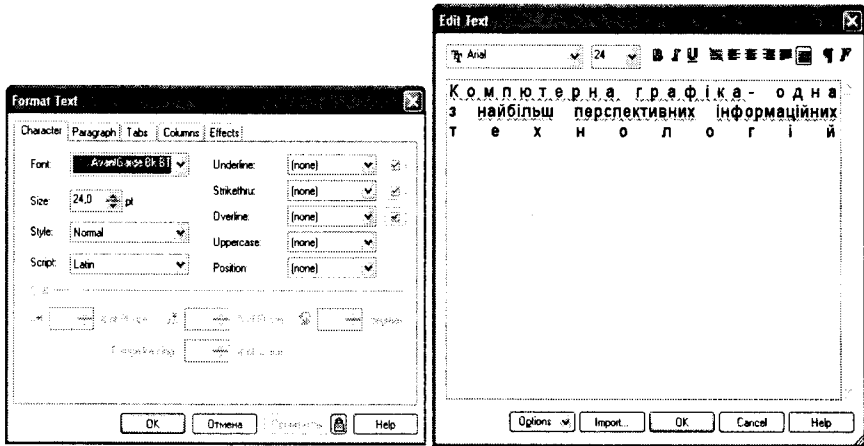 Format Text
Character Paragraph Tabs Columns Effects
Font: AvantGarde Bk BT
Size: 24,0 pt
Style: Normal
Script: Latin
Underline: (none)
Strikethru: (none)
Overline: (none)
Uppercase: (none)
Position (none)
OK Отмена Применить Help
Edit Text
Arial 24 B I U
Компютерна графіка- одна
з найбільш перспективних інформаційних
технологій
Options Import... OK Cancel Help